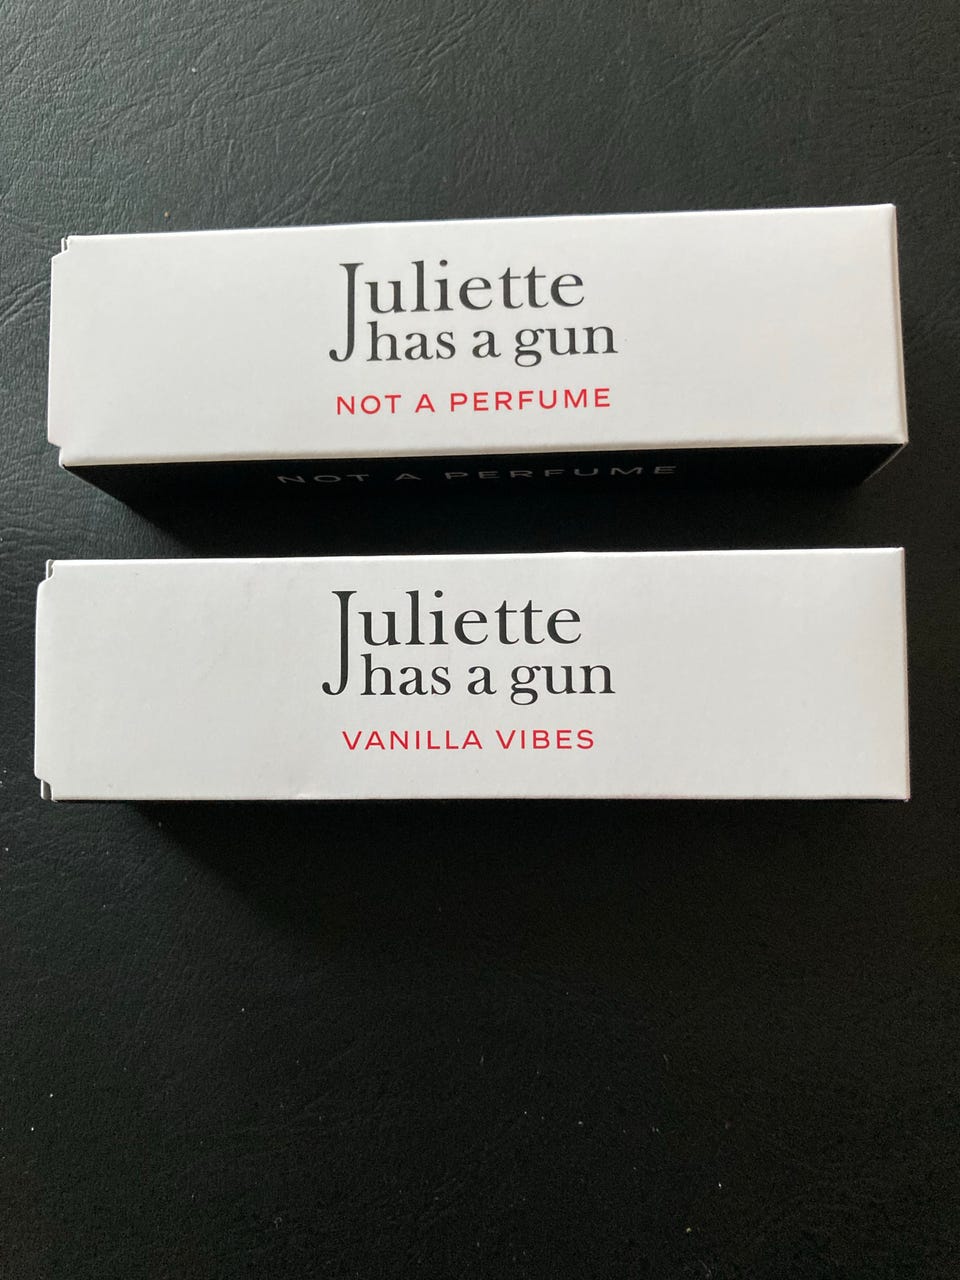 Juliette
has a gun
NOT A PERFUME
NOT A PERFUME
Juliette
has a gun
VANILLA VIBES